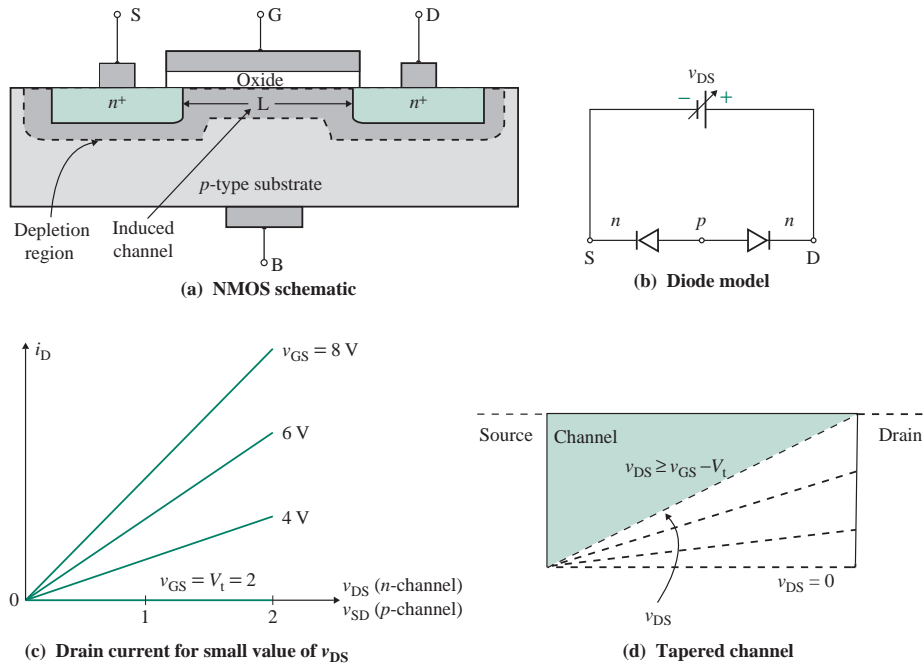 S
G
D
Oxide
n+
L
n+
p-type substrate
Depletion
region
Induced
channel
B
(a) NMOS schematic
vDS
− +
n
p
n
S
D
(b) Diode model
iD
vGS = 8 V
6 V
4 V
vGS = Vt = 2
0
1
2
vDS (n-channel)
vSD (p-channel)
(c) Drain current for small value of vDS
Source
Channel
Drain
vDS ≥ vGS −Vt
vDS = 0
vDS
(d) Tapered channel